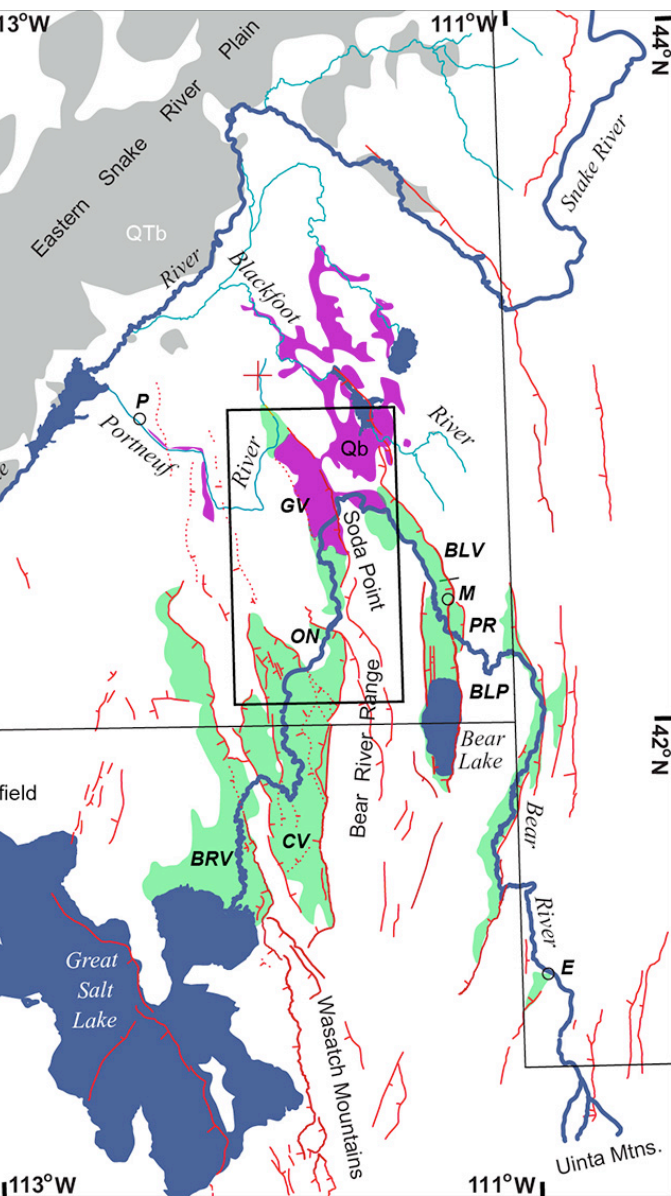 13°W
111°W
44°N
Eastern Snake River Plain
Snake River
QTb
River
Blackfoot
P
Portneuf
River
River
Qb
GV
Soda Point
BLV
M
PR
ON
BLP
Bear River Range
Bear
Lake
42°N
field
Bear
CV
BRV
River
E
Great
Salt
Lake
Wasatch Mountains
Uinta Mtns.
113°W
111°W